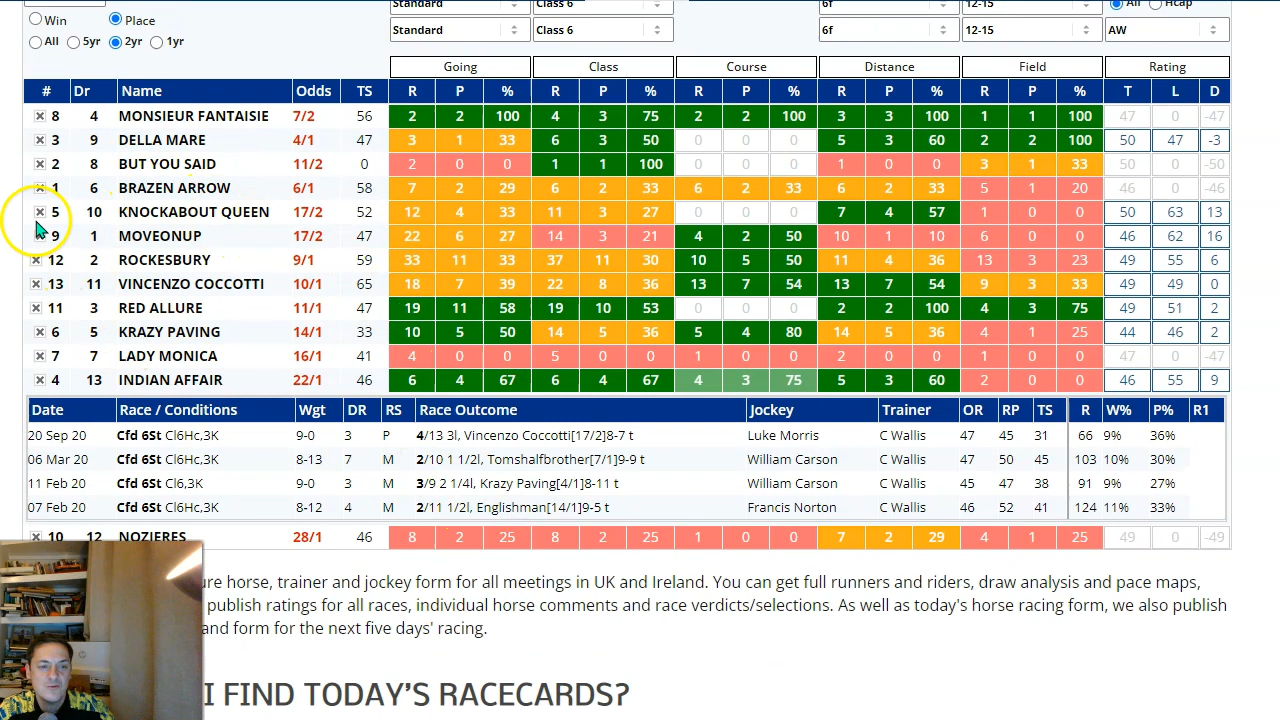 Standard Class 6 6f 12-15 All Hcap
Win Place
Standard Class 6 6f 12-15 AW
All 5yr 2yr 1yr
Going Class Course Distance Field Rating
# Dr Name Odds TS R P % R P % R P % R P % R P % T L D
8 4 MONSIEUR FANTAISIE 7/2 56 2 2 100 4 3 75 2 2 100 3 3 100 1 1 100 47 0 -47
3 9 DELLA MARE 4/1 47 3 1 33 6 3 50 0 0 0 5 3 60 2 2 100 50 47 -3
2 8 BUT YOU SAID 11/2 0 2 0 0 1 1 100 0 0 0 1 0 0 3 1 33 50 0 -50
1 6 BRAZEN ARROW 6/1 58 7 2 29 6 2 33 6 2 33 6 2 33 5 1 20 46 0 -46
5 10 KNOCKABOUT QUEEN 17/2 52 12 4 33 11 3 27 0 0 0 7 4 57 1 0 0 50 63 13
9 1 MOVEONUP 17/2 47 22 6 27 14 3 21 4 2 50 10 1 10 6 0 0 46 62 16
12 2 ROCKESBURY 9/1 59 33 11 33 37 11 30 10 5 50 11 4 36 13 3 23 49 55 6
13 11 VINCENZO COCCOTTI 10/1 65 18 7 39 22 8 36 13 7 54 13 7 54 9 3 33 49 49 0
11 3 RED ALLURE 11/1 47 19 11 58 19 10 53 0 0 0 2 2 100 4 3 75 49 51 2
6 5 KRAZY PAVING 14/1 33 10 5 50 14 5 36 5 4 80 14 5 36 4 1 25 44 46 2
7 7 LADY MONICA 16/1 41 4 0 0 5 0 0 1 0 0 2 0 0 1 0 0 47 0 -47
4 13 INDIAN AFFAIR 22/1 46 6 4 67 6 4 67 4 3 75 5 3 60 2 0 0 46 55 9
Date Race / Conditions Wgt DR RS Race Outcome Jockey Trainer OR RP TS R W% P% R1
20 Sep 20 Cfd 6St Cl6Hc,3K 9-0 3 P 4/13 3l, Vincenzo Coccotti[17/2]8-7 t Luke Morris C Wallis 47 45 31 66 9% 36%
06 Mar 20 Cfd 6St Cl6Hc,3K 8-13 7 M 2/10 1 1/2l, Tomshalfbrother[7/1]9-9 t William Carson C Wallis 46 50 45 103 10% 30%
11 Feb 20 Cfd 6St Cl6,3K 9-0 3 M 3/9 2 1/4l, Krazy Paving[4/1]8-11 t William Carson C Wallis 45 47 38 91 9% 27%
07 Feb 20 Cfd 6St Cl6Hc,3K 8-12 4 M 2/11 1/2l, Englishman[14/1]9-5 t Francis Norton C Wallis 46 52 41 124 11% 33%
10 12 NOZIERES 28/1 46 8 2 25 8 2 25 1 0 0 7 2 29 4 1 25 49 0 -49
ure horse, trainer and jockey form for all meetings in UK and Ireland. You can get full runners and riders, draw analysis and pace maps,
publish ratings for all races, individual horse comments and race verdicts/selections. As well as today's horse racing form, we also publish
and form for the next five days' racing.
I FIND TODAY'S RACECARDS?